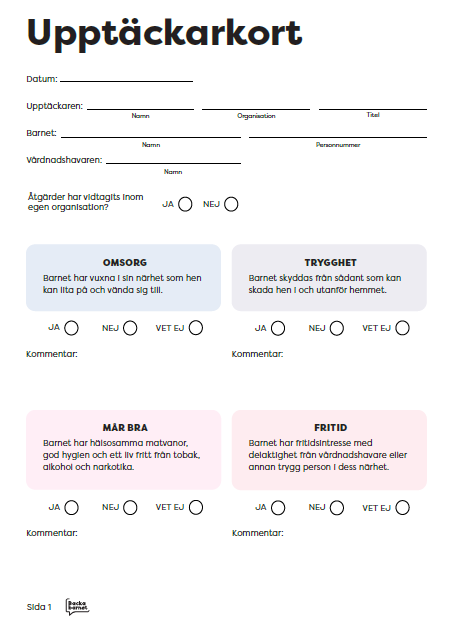 Upptäckarkort
Datum:
Upptäckaren:
Namn Organisation Titel
Barnet:
Namn Personnummer
Vårdnadshavaren:
Namn
Åtgärder har vidtagits inom
egen organisation?
JA NEJ
OMSORG
Barnet har vuxna i sin närhet som hen
kan lita på och vända sig till.
JA NEJ VET EJ
Kommentar:
TRYGGHET
Barnet skyddas från sådant som kan
skada hen i och utanför hemmet.
JA NEJ VET EJ
Kommentar:
MÅR BRA
Barnet har hälsosamma matvanor,
god hygien och ett liv fritt från tobak,
alkohol och narkotika.
JA NEJ VET EJ
Kommentar:
FRITID
Barnet har fritidsintresse med
delaktighet från vårdnadshavare eller
annan trygg person i dess närhet.
JA NEJ VET EJ
Kommentar:
Sida 1
Backa
barnet